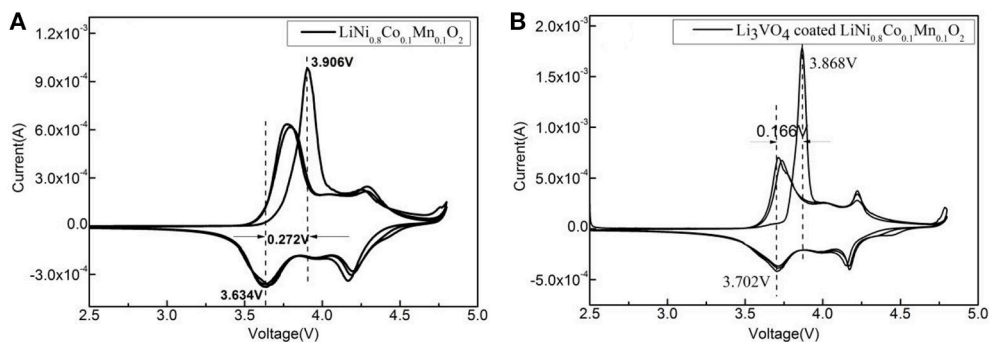 A
LiNi0.8Co0.1Mn0.1O2
1.2x10-3
9.0x10-4
6.0x10-4
3.0x10-4
0.0
-3.0x10-4
Current(A)
3.906V
0.272V
3.634V
2.5 3.0 3.5 4.0 4.5 5.0
Voltage(V)
B
Li3VO4 coated LiNi0.8Co0.1Mn0.1O2
2.0x10-3
1.5x10-3
1.0x10-3
5.0x10-4
0.0
-5.0x10-4
Current(A)
3.868V
0.166V
3.702V
2.5 3.0 3.5 4.0 4.5 5.0
Voltage(V)